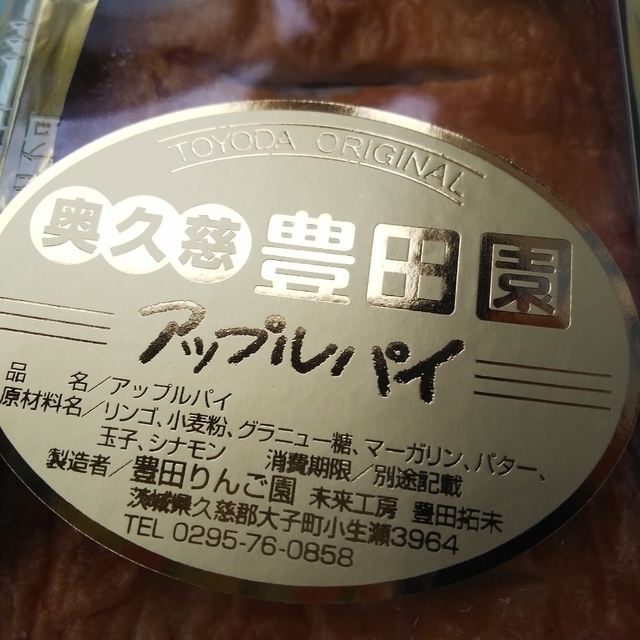 TOYODA ORIGINAL
奥久慈豊田園
アップルパイ
品 名／アップルパイ
原材料名／リンゴ、小麦粉、グラニュー糖、マーガリン、バター、
玉子、シナモン 消費期限／別途記載
製造者／豊田りんご園 未来工房 豊田拓未
茨城県久慈郡大子町小生瀬3964
TEL 0295-76-0858